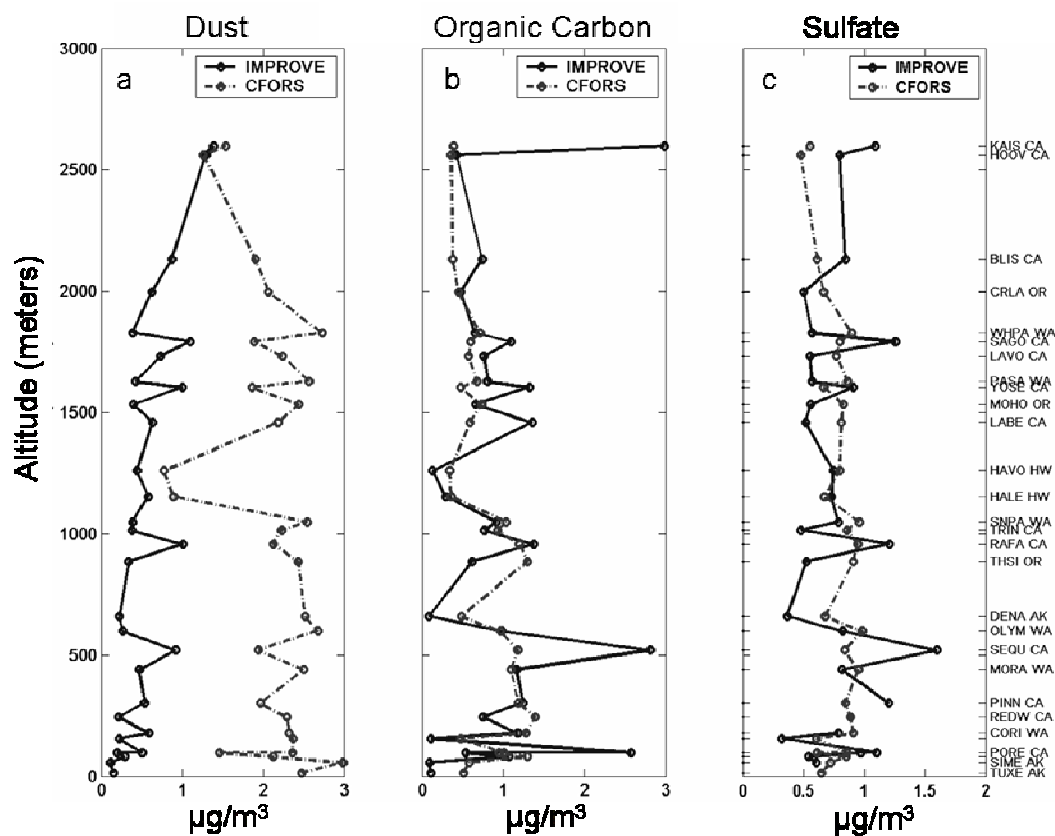 Dust
Organic Carbon
Sulfate
a
IMPROVE
CFORS
b
IMPROVE
CFORS
c
IMPROVE
CFORS
Altitude (meters)
3000
2500
2000
1500
1000
500
0
KAIS CA
HOOV CA
BLIS CA
CRLA OR
WHPA WA
SAGO CA
LAVO CA
PASA WA
YOSE CA
MOHO OR
LABE CA
HAVO HW
HALE HW
SNPA WA
TRIN CA
RAFA CA
THSI OR
DENA AK
OLYM WA
SEQU CA
MORA WA
PINN CA
REDW CA
CORI WA
PORE CA
SIME AK
TUXE AK
0 1 2 3
0 1 2 3
0 0.5 1 1.5 2
µg/m³
µg/m³
µg/m³